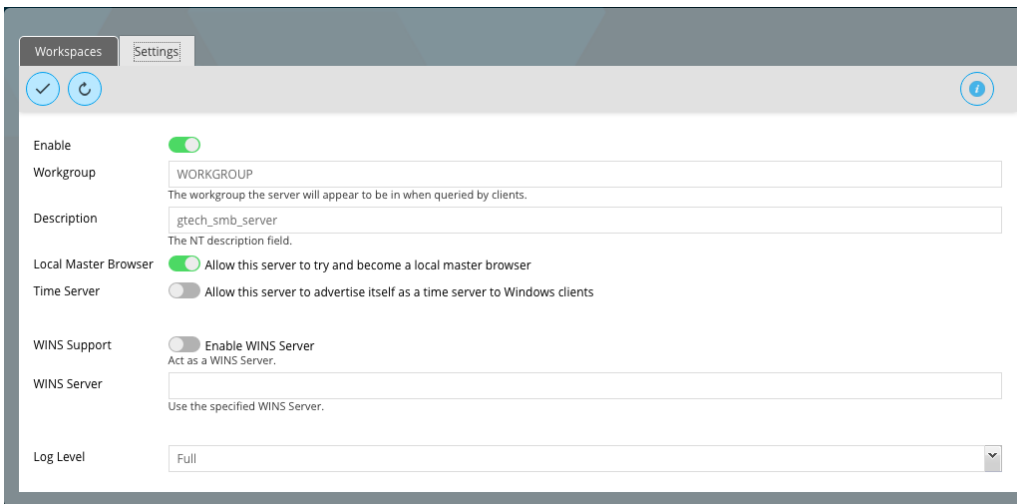 Workspaces Settings
i
Enable
Workgroup WORKGROUP
The workgroup the server will appear to be in when queried by clients.
Description gtech_smb_server
The NT description field.
Local Master Browser Allow this server to try and become a local master browser
Time Server Allow this server to advertise itself as a time server to Windows clients
WINS Support Enable WINS Server
Act as a WINS Server.
WINS Server
Use the specified WINS Server.
Log Level Full